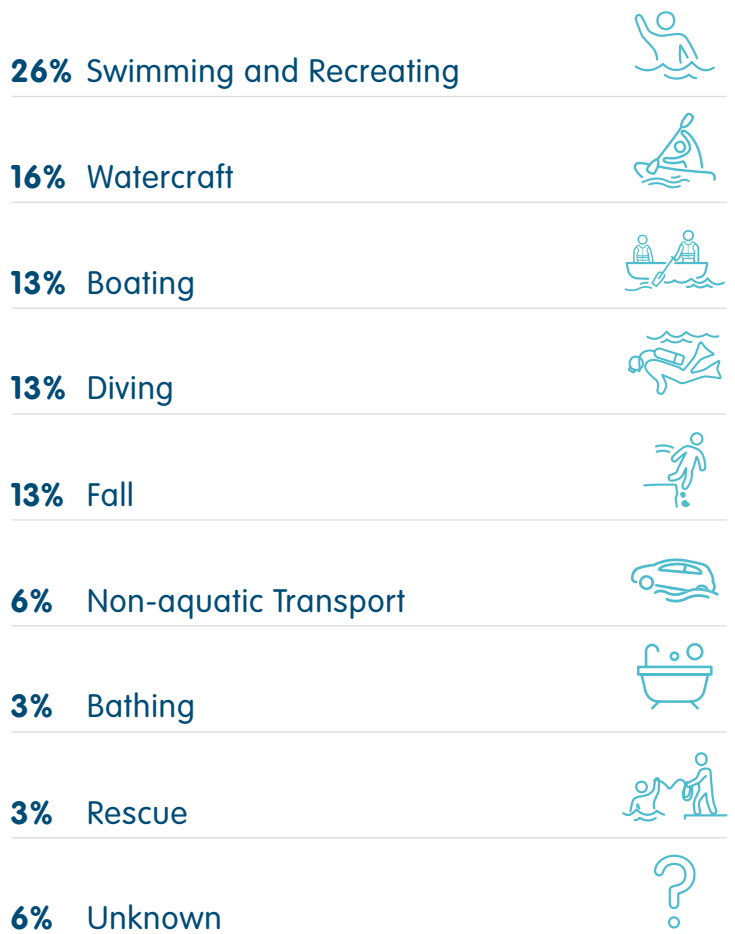 26% Swimming and Recreating
16% Watercraft
13% Boating
13% Diving
13% Fall
6% Non-aquatic Transport
3% Bathing
3% Rescue
6% Unknown